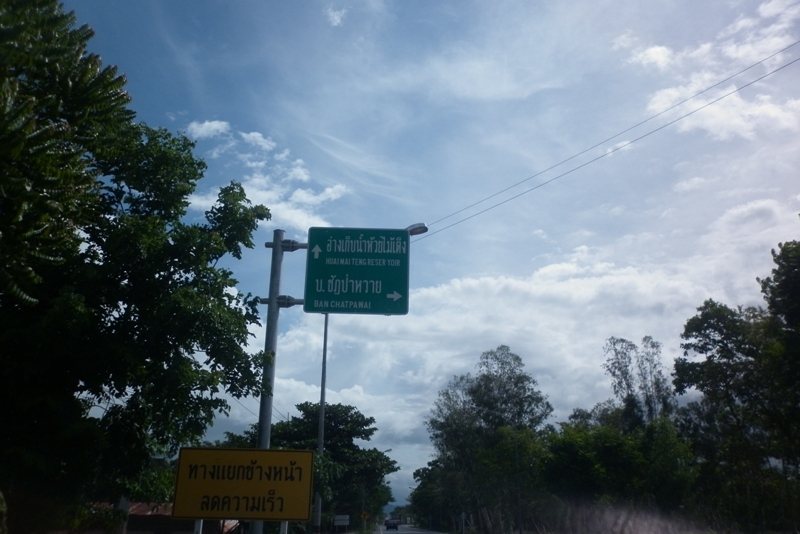 อ่างเก็บน้ำห้วยไม้เต็ง
HUAI MAI TENG RESERVOIR
บ. ชัฏป่าหวาย
BAN CHATPAWAI
ทางแยกข้างหน้า
ลดความเร็ว